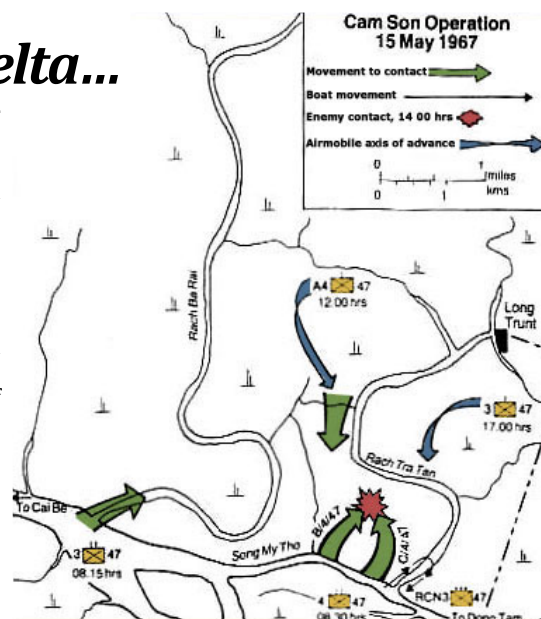 elta...
Cam Son Operation
15 May 1967
Movement to contact
Boat movement
Enemy contact, 14 00 hrs
Airmobile axis of advance
0 1
miles
kms
0 1
Rach Ba Rai
A4 47
12.00 hrs
Long
Trunt
3 47
17.00 hrs
Rach Tra Tan
To Cai Be
B/4/47
C/4/47
Song My Tho
3 47
08.15 hrs
4 47
08.30 hrs
RCN3 47
To Dong Tam